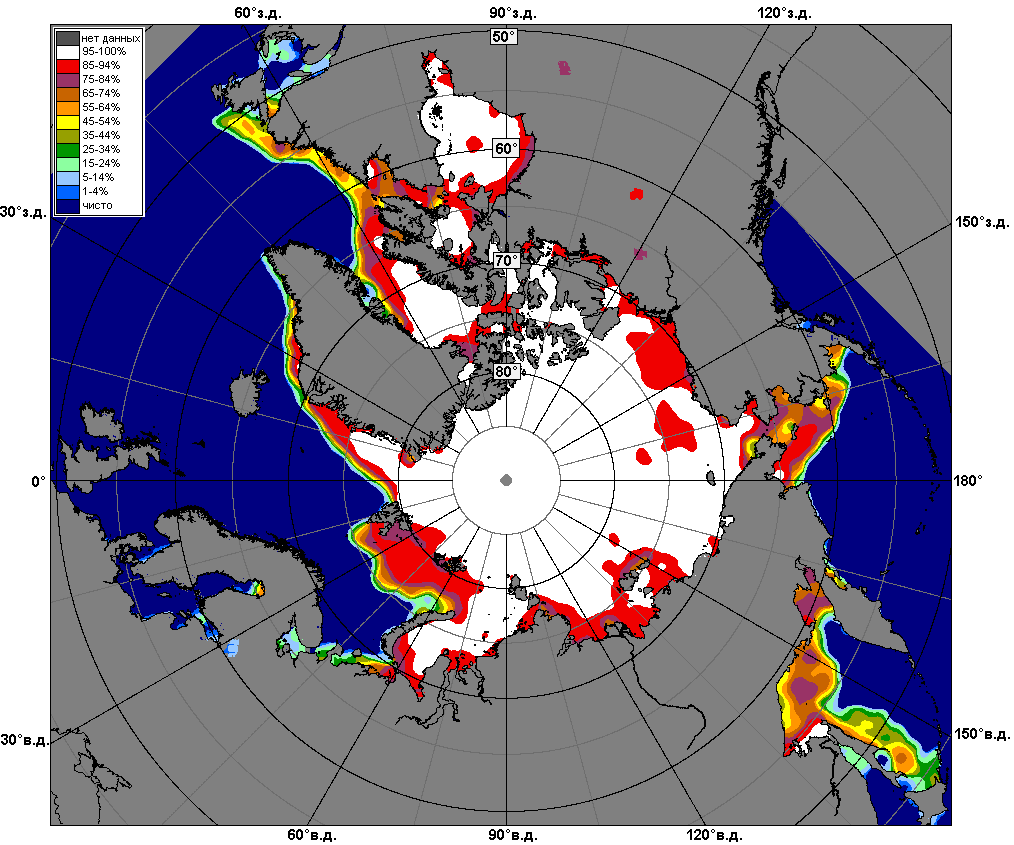 60°з.д.
90°з.д.
120°з.д.
нет данных
95-100%
85-94%
75-84%
65-74%
55-64%
45-54%
35-44%
25-34%
15-24%
5-14%
1-4%
чисто
50°
60°
30°з.д.
150°з.д.
70°
80°
0°
180°
30°в.д.
150°в.д.
60°в.д.
90°в.д.
120°в.д.